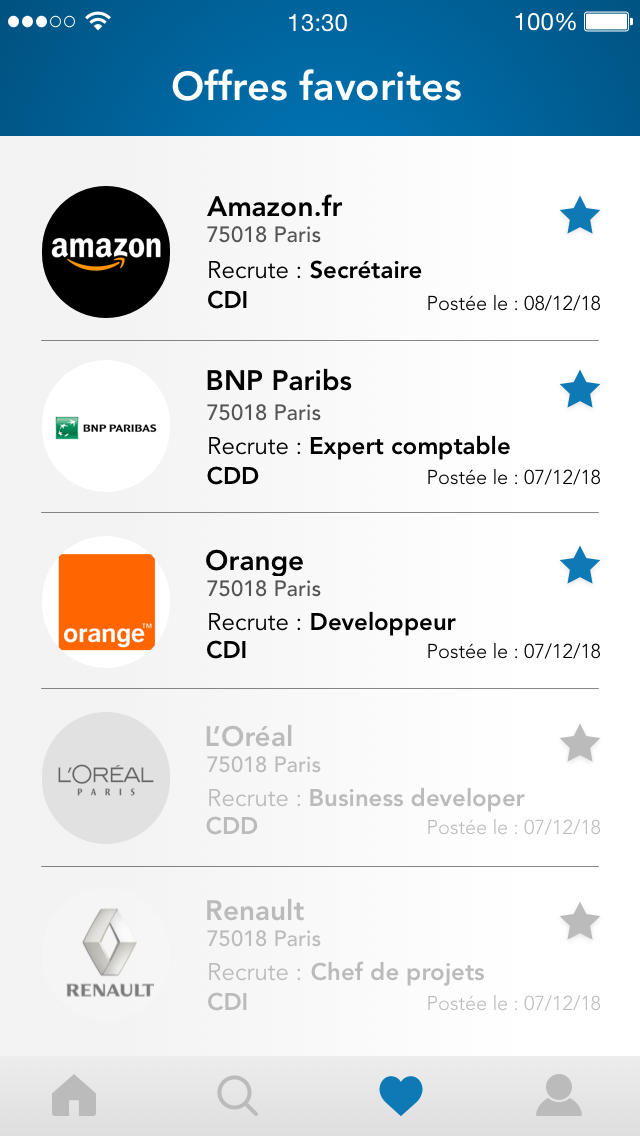 13:30
100%
Offres favorites
amazon
Amazon.fr
75018 Paris
Recrute : Secrétaire
CDI
Postée le : 08/12/18
BNP PARIBAS
BNP Paribs
75018 Paris
Recrute : Expert comptable
CDD
Postée le : 07/12/18
orange™
Orange
75018 Paris
Recrute : Developpeur
CDI
Postée le : 07/12/18
L'ORÉAL
PARIS
L’Oréal
75018 Paris
Recrute : Business developer
CDD
Postée le : 07/12/18
RENAULT
Renault
75018 Paris
Recrute : Chef de projets
CDI
Postée le : 07/12/18